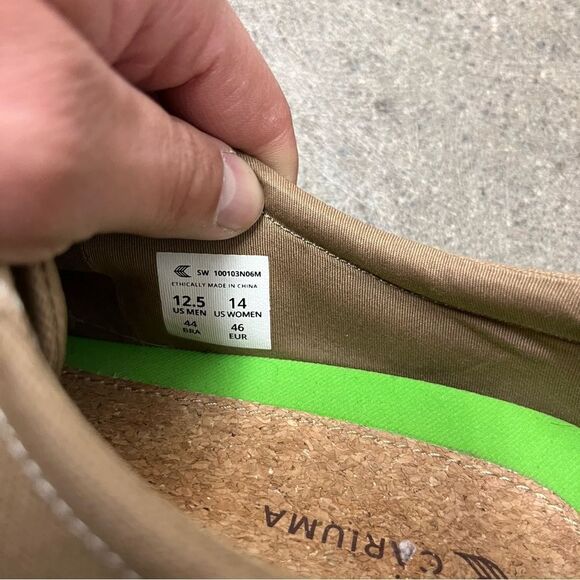 SW 100103N06M
ETHICALLY MADE IN CHINA
12.5 14
US MEN US WOMEN
44 46
BRA EUR
CARIUMA